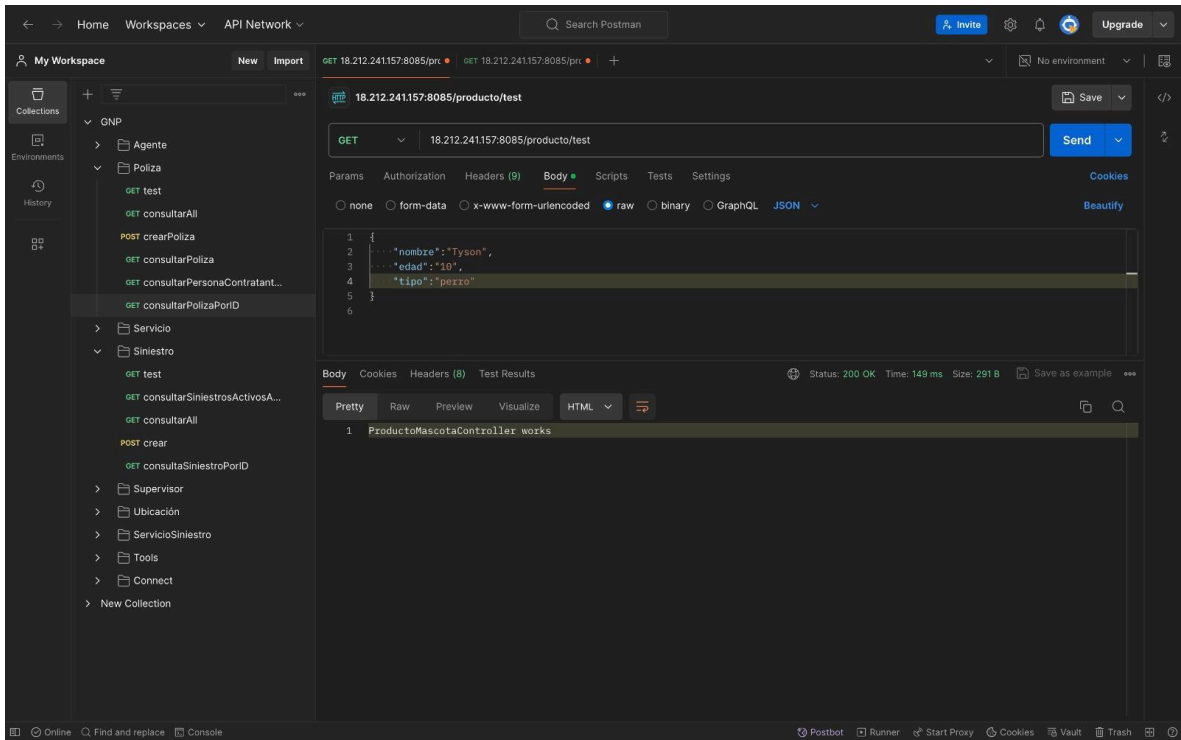 Home Workspaces API Network Search Postman Invite Upgrade
My Workspace New Import GET 18.212.241.157:8085/prc GET 18.212.241.157:8085/prc No environment
Collections
Environments
History
GNP
Agente
Poliza
GET test
GET consultarAll
POST crearPoliza
GET consultarPoliza
GET consultarPersonaContratant...
GET consultarPolizaPorID
Servicio
Siniestro
GET test
GET consultarSiniestrosActivosA...
GET consultarAll
POST crear
GET consultaSiniestroPorID
Supervisor
Ubicación
ServicioSiniestro
Tools
Connect
New Collection
HTTP 18.212.241.157:8085/producto/test Save
GET 18.212.241.157:8085/producto/test Send
Params Authorization Headers (9) Body Scripts Tests Settings Cookies
none form-data x-www-form-urlencoded raw binary GraphQL JSON Beautify
1 {
2 "nombre":"Tyson",
3 "edad":"10",
4 "tipo":"perro"
5 }
6
Body Cookies Headers (8) Test Results Status: 200 OK Time: 149 ms Size: 291 B Save as example
Pretty Raw Preview Visualize HTML
1 ProductoMascotaController works
Online Find and replace Console Postbot Runner Start Proxy Cookies Vault Trash